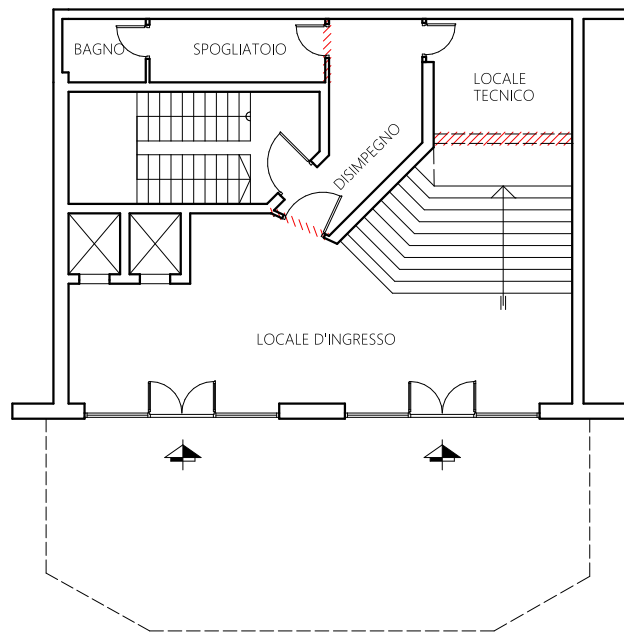 BAGNO
SPOGLIATOIO
LOCALE
TECNICO
DISIMPEGNO
LOCALE D'INGRESSO